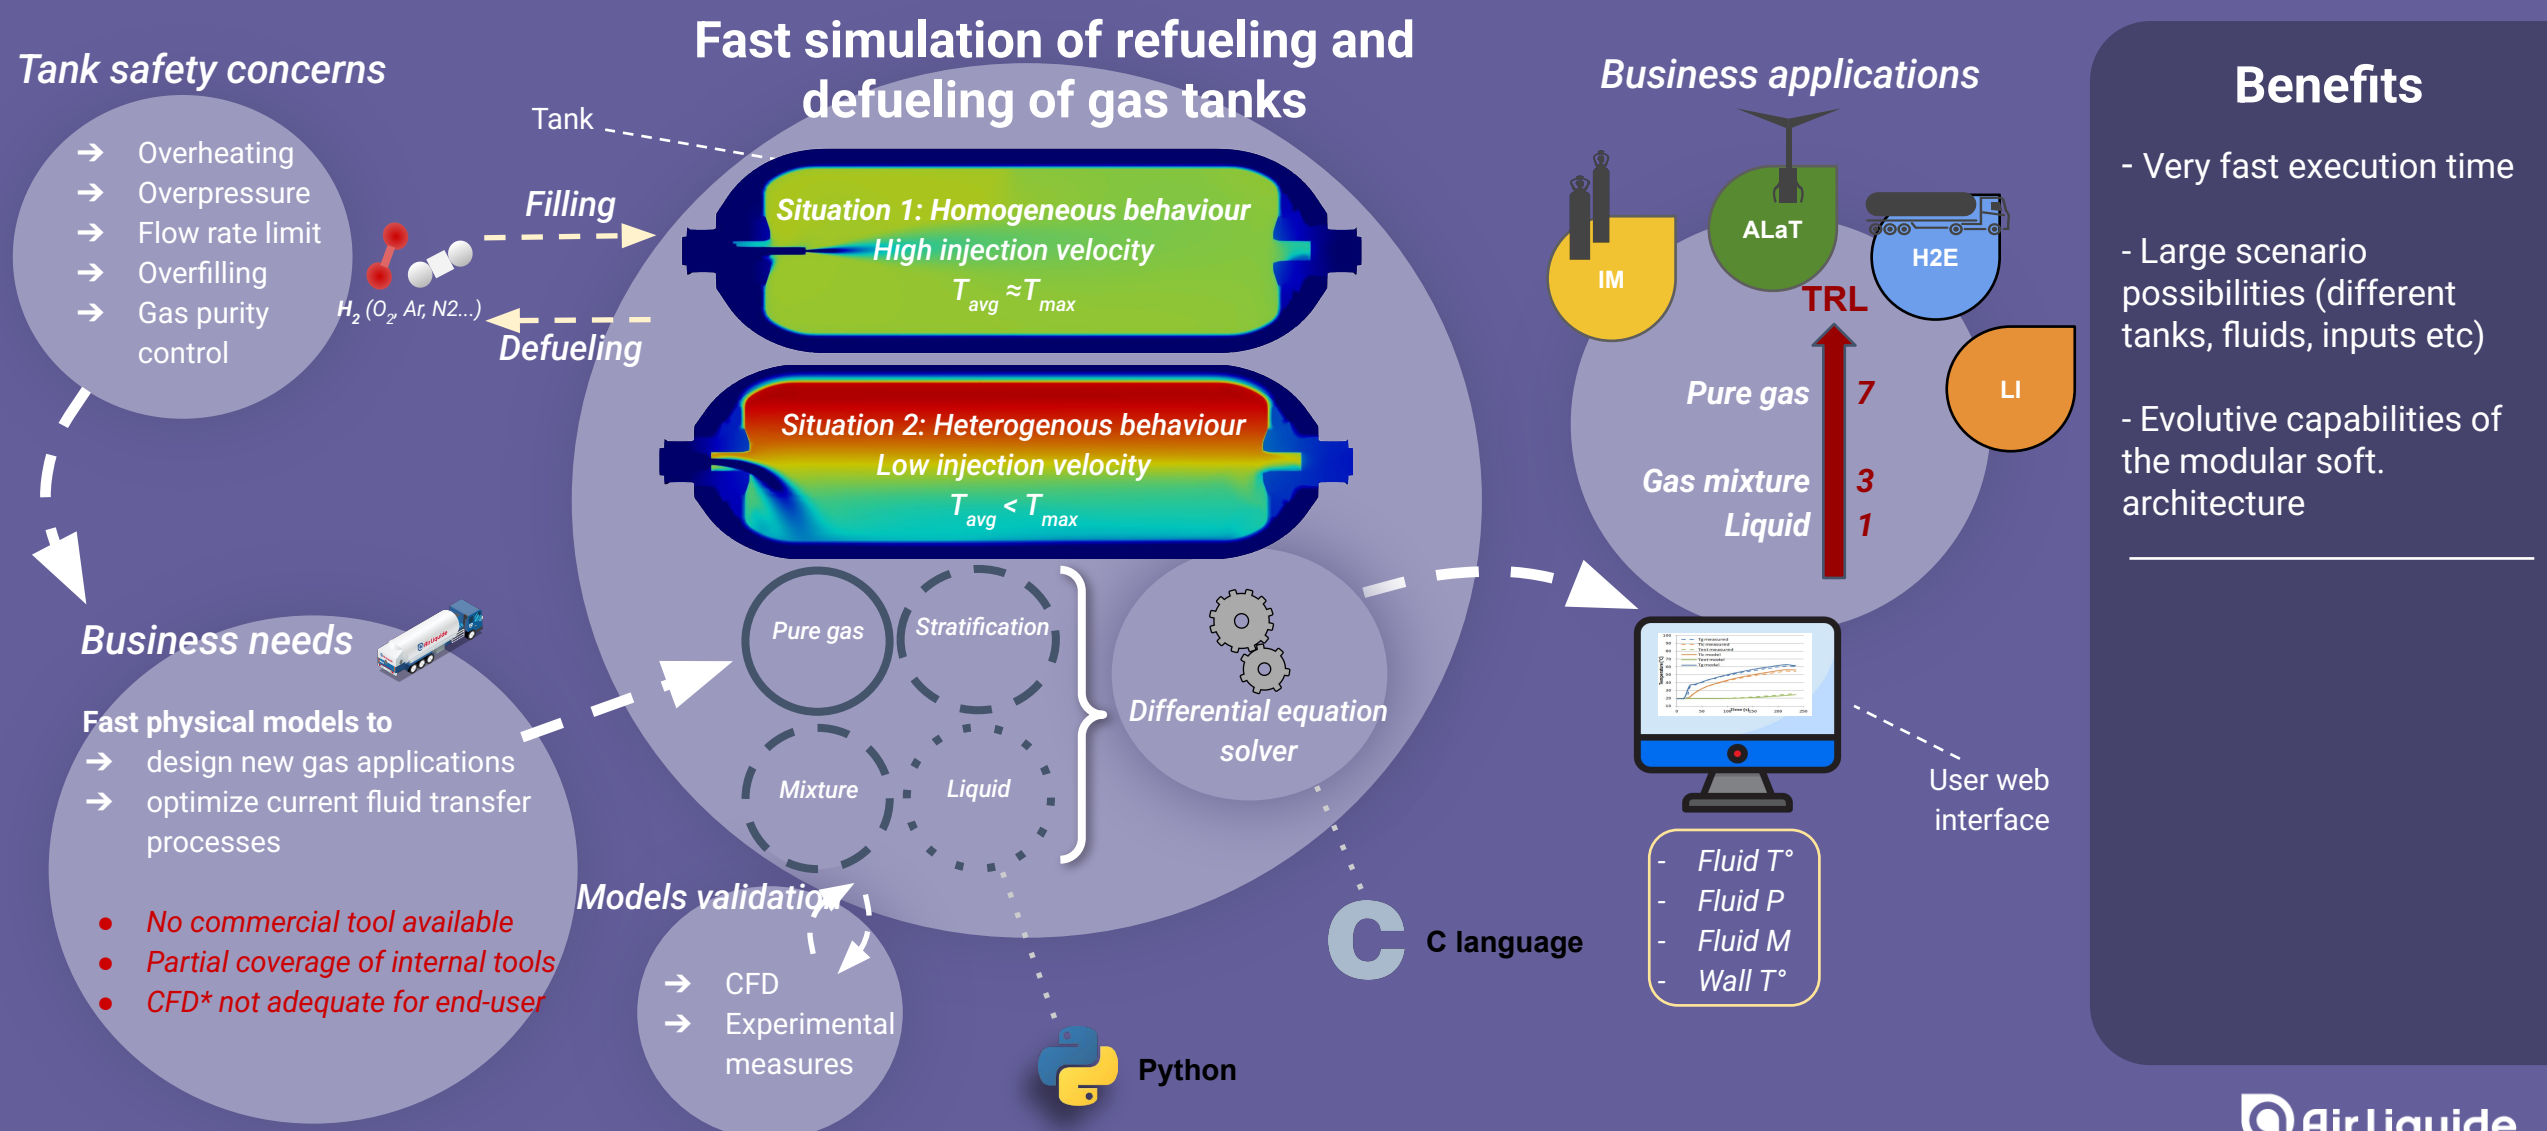 Fast simulation of refueling and
defueling of gas tanks
Tank safety concerns
➔ Overheating
➔ Overpressure
➔ Flow rate limit
➔ Overfilling
➔ Gas purity
control
Tank
Filling
H2 (O2, Ar, N2...)
Defueling
Situation 1: Homogeneous behaviour
High injection velocity
Tavg ≈Tmax
Situation 2: Heterogenous behaviour
Low injection velocity
Tavg < Tmax
Business needs
Air Liquide
Fast physical models to
➔ design new gas applications
➔ optimize current fluid transfer
processes
● No commercial tool available
● Partial coverage of internal tools
● CFD* not adequate for end-user
Pure gas
Stratification
Mixture
Liquid
Differential equation
solver
Models validation
➔ CFD
➔ Experimental
measures
Python
C language
Business applications
IM
ALaT
H2E
LI
TRL
Pure gas 7
Gas mixture 3
Liquid 1
User web
interface
- Fluid T°
- Fluid P
- Fluid M
- Wall T°
Benefits
- Very fast execution time
- Large scenario
possibilities (different
tanks, fluids, inputs etc)
- Evolutive capabilities of
the modular soft.
architecture
Air Liquide